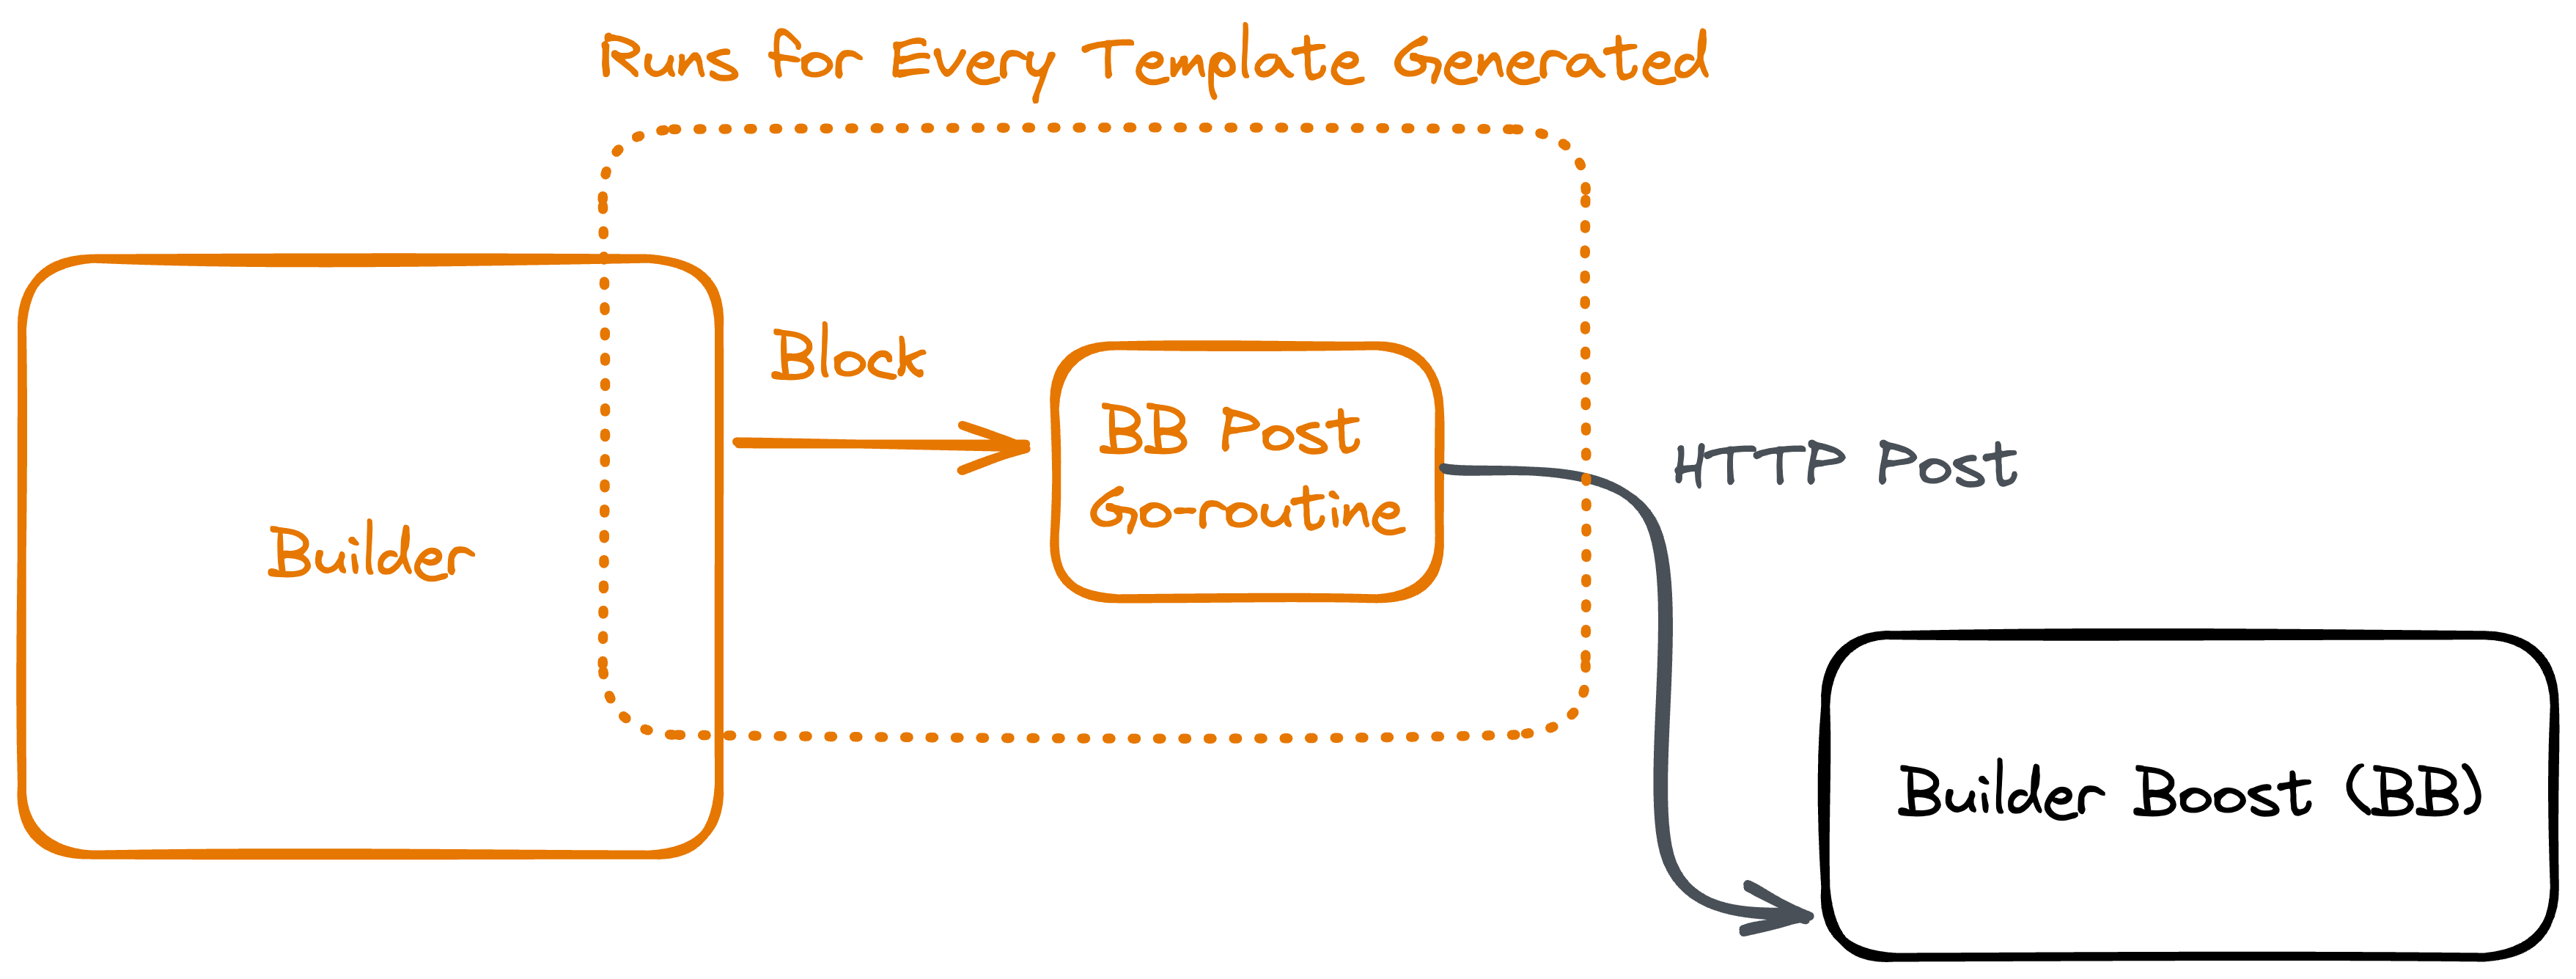 Runs for Every Template Generated
Block
BB Post
Go-routine
HTTP Post
Builder
Builder Boost (BB)